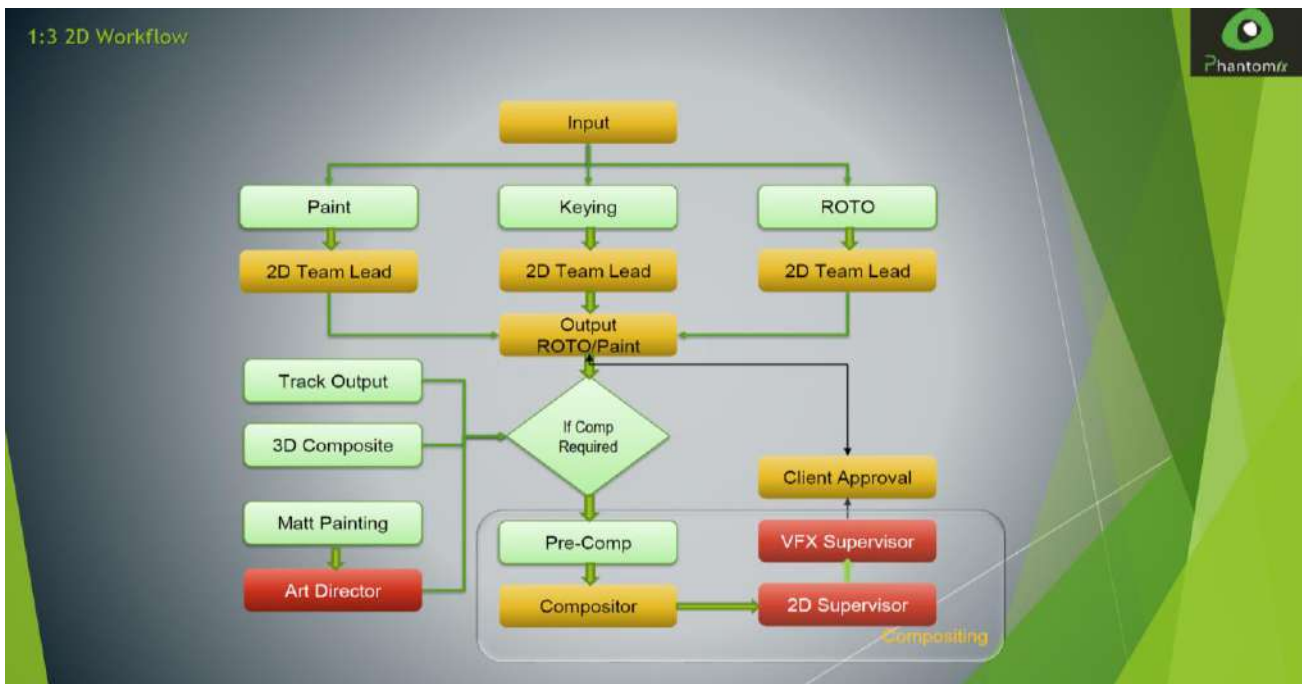 1:3 2D Workflow
Phantomfx
Input
Paint
Keying
ROTO
2D Team Lead
2D Team Lead
2D Team Lead
Output
ROTO/Paint
Track Output
3D Composite
If Comp
Required
Matt Painting
Art Director
Client Approval
Pre-Comp
VFX Supervisor
Compositor
2D Supervisor
Compositing